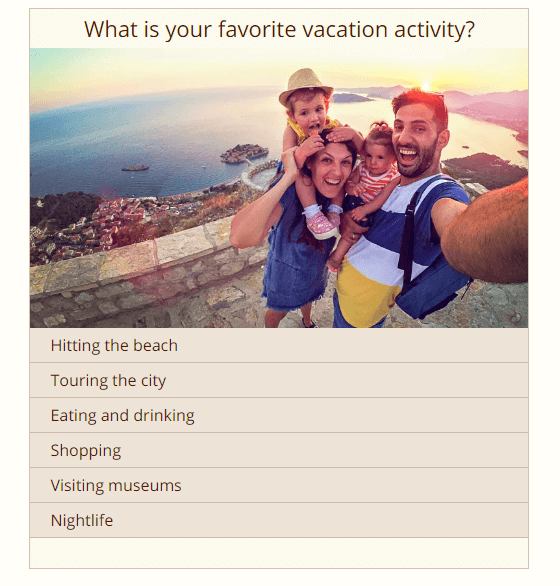 What is your favorite vacation activity?
Hitting the beach
Touring the city
Eating and drinking
Shopping
Visiting museums
Nightlife